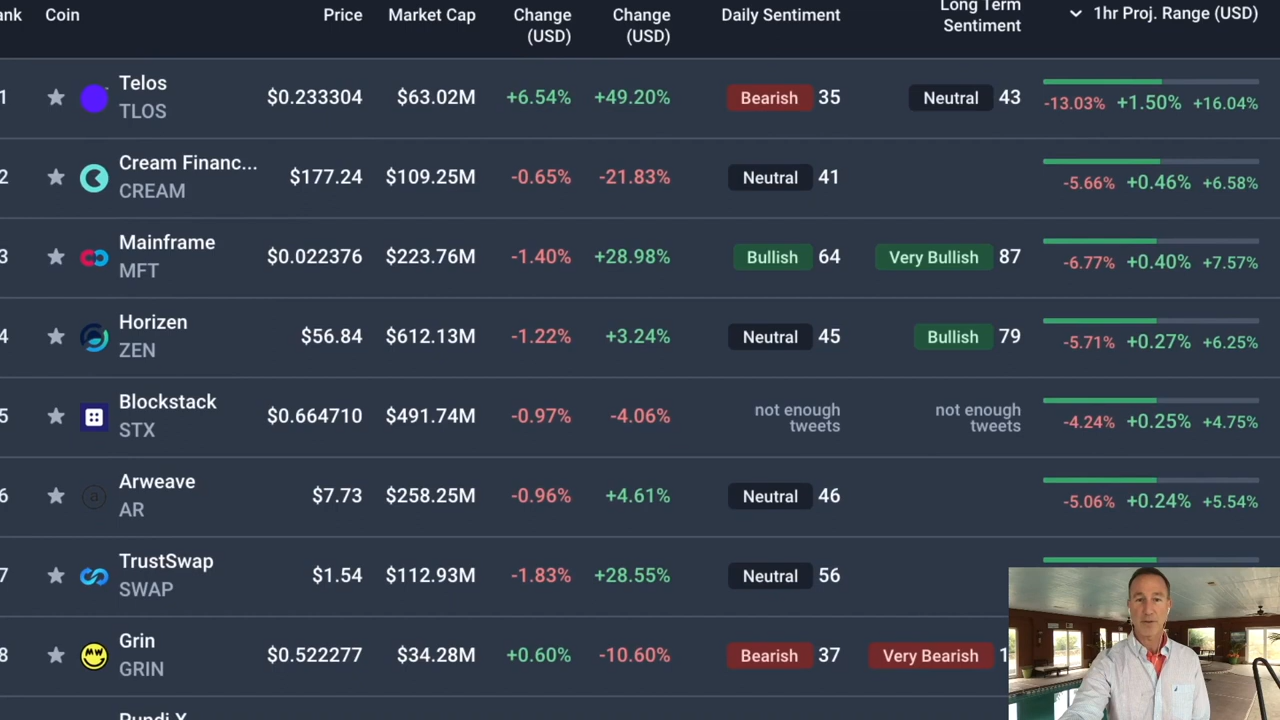 ank Coin Price Market Cap Change (USD) Change (USD) Daily Sentiment Long Term Sentiment 1hr Proj. Range (USD)
1 Telos TLOS $0.233304 $63.02M +6.54% +49.20% Bearish 35 Neutral 43 -13.03% +1.50% +16.04%
2 Cream Financ... CREAM $177.24 $109.25M -0.65% -21.83% Neutral 41 -5.66% +0.46% +6.58%
3 Mainframe MFT $0.022376 $223.76M -1.40% +28.98% Bullish 64 Very Bullish 87 -6.77% +0.40% +7.57%
4 Horizen ZEN $56.84 $612.13M -1.22% +3.24% Neutral 45 Bullish 79 -5.71% +0.27% +6.25%
5 Blockstack STX $0.664710 $491.74M -0.97% -4.06% not enough tweets not enough tweets -4.24% +0.25% +4.75%
6 Arweave AR $7.73 $258.25M -0.96% +4.61% Neutral 46 -5.06% +0.24% +5.54%
7 TrustSwap SWAP $1.54 $112.93M -1.83% +28.55% Neutral 56
8 MW Grin GRIN $0.522277 $34.28M +0.60% -10.60% Bearish 37 Very Bearish 1
Pundi X